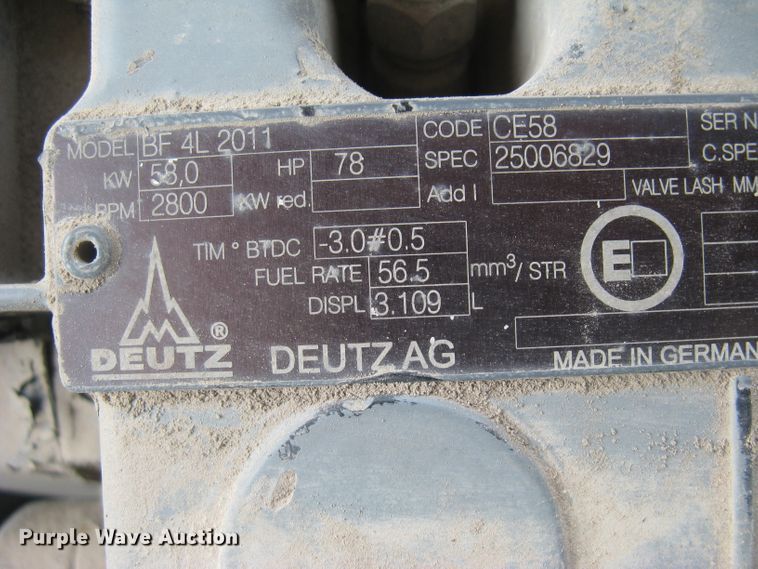 MODEL BF 4L 2011 CODE CE58 SER N
KW 58,0 HP 78 SPEC 25006829 C.SPE
RPM 2800 KW red. Add l VALVE LASH MM
TIM ° BTDC -3.0#0.5
FUEL RATE 56.5 mm³/ STR
DISPL 3.109 L
E
DEUTZ ® DEUTZ AG MADE IN GERMAN
Purple Wave Auction